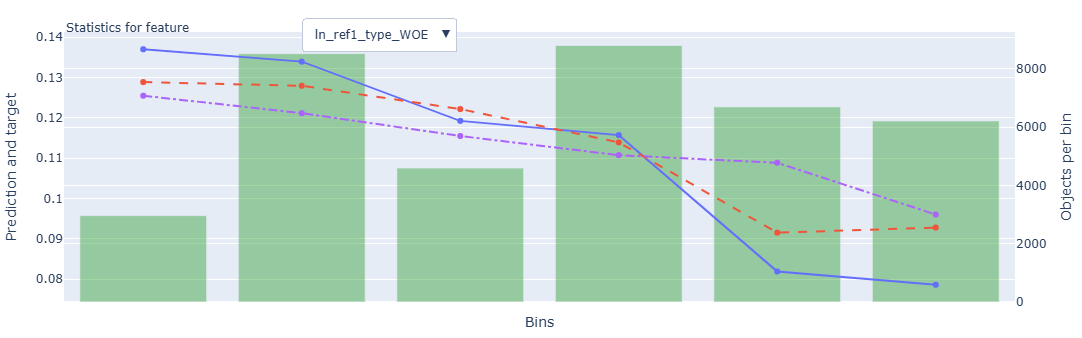 Statistics for feature
ln_ref1_type_WOE ▼
Prediction and target
0.14
0.13
0.12
0.11
0.1
0.09
0.08
8000
6000
4000
2000
0
Objects per bin
Bins